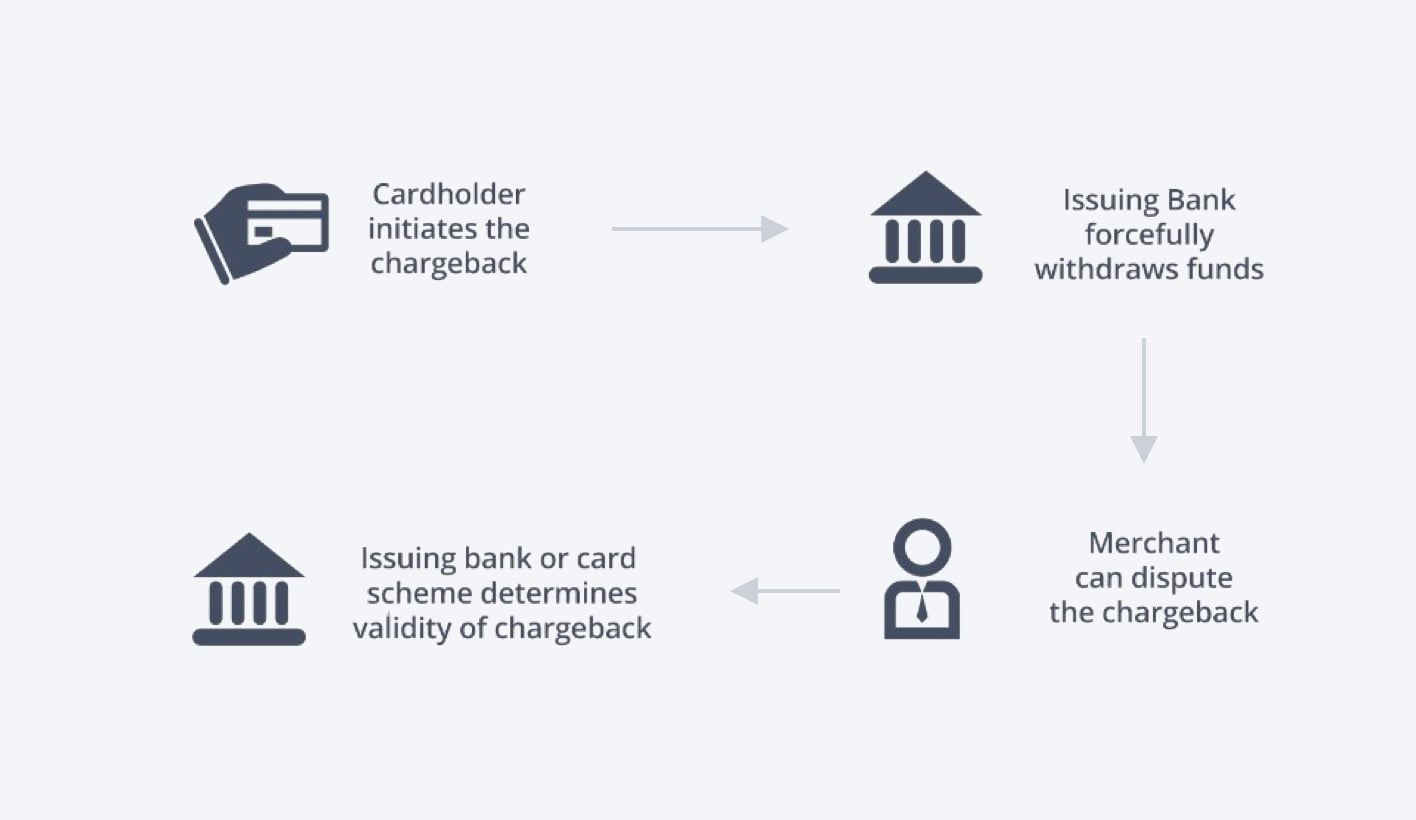 Cardholder
initiates the
chargeback
Issuing Bank
forcefully
withdraws funds
Merchant
can dispute
the chargeback
Issuing bank or card
scheme determines
validity of chargeback